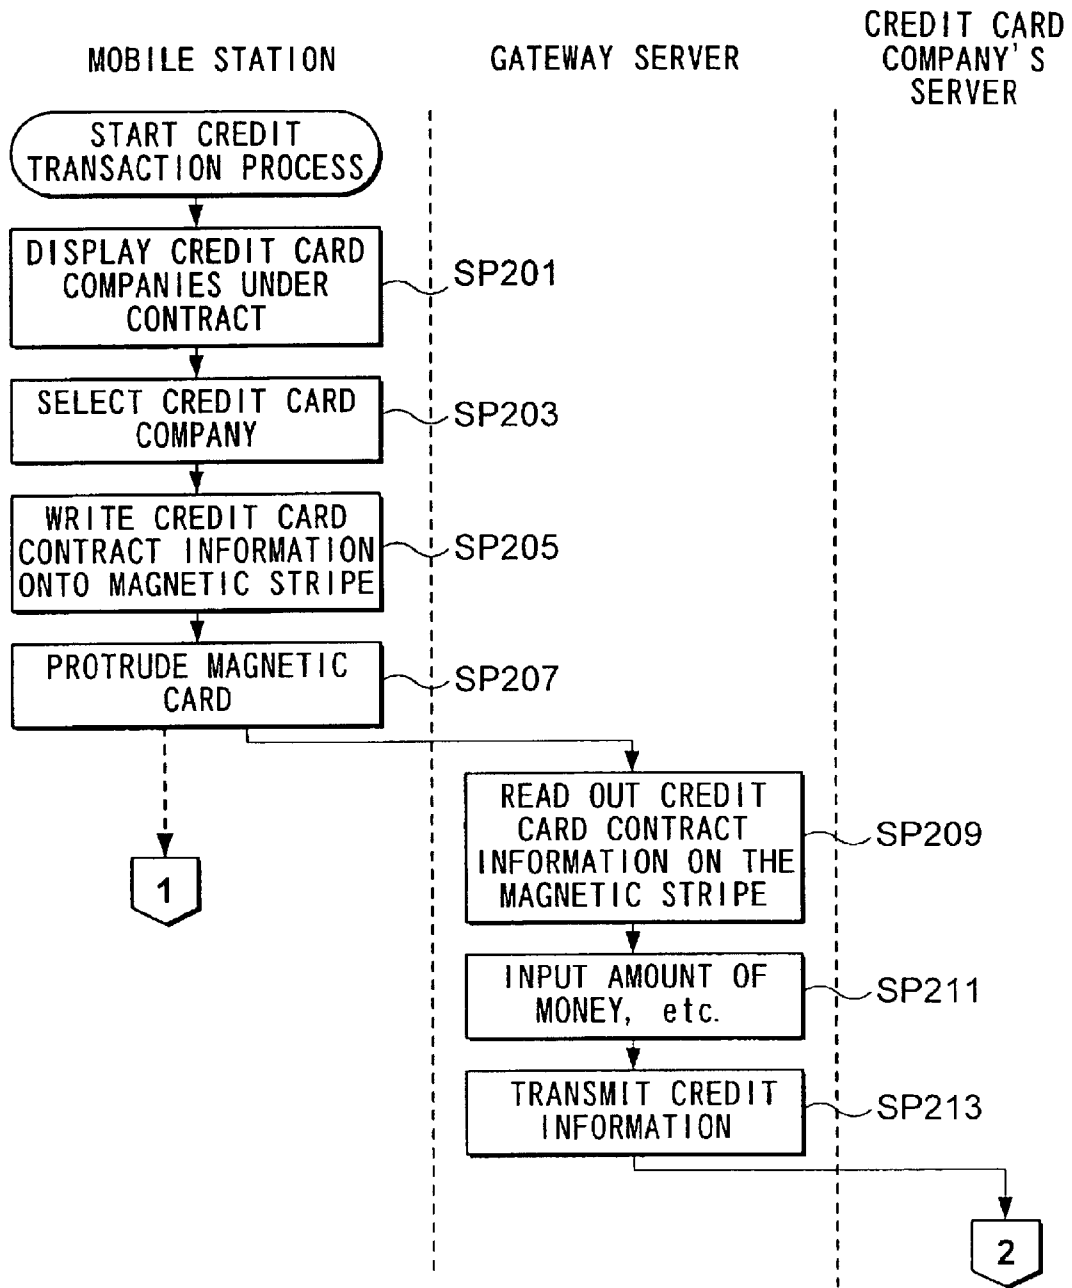 MOBILE STATION
GATEWAY SERVER
CREDIT CARD
COMPANY'S
SERVER
START CREDIT
TRANSACTION PROCESS
DISPLAY CREDIT CARD
COMPANIES UNDER
CONTRACT
SP201
SELECT CREDIT CARD
COMPANY
SP203
WRITE CREDIT CARD
CONTRACT INFORMATION
ONTO MAGNETIC STRIPE
SP205
PROTRUDE MAGNETIC
CARD
SP207
1
READ OUT CREDIT
CARD CONTRACT
INFORMATION ON THE
MAGNETIC STRIPE
SP209
INPUT AMOUNT OF
MONEY, etc.
SP211
TRANSMIT CREDIT
INFORMATION
SP213
2